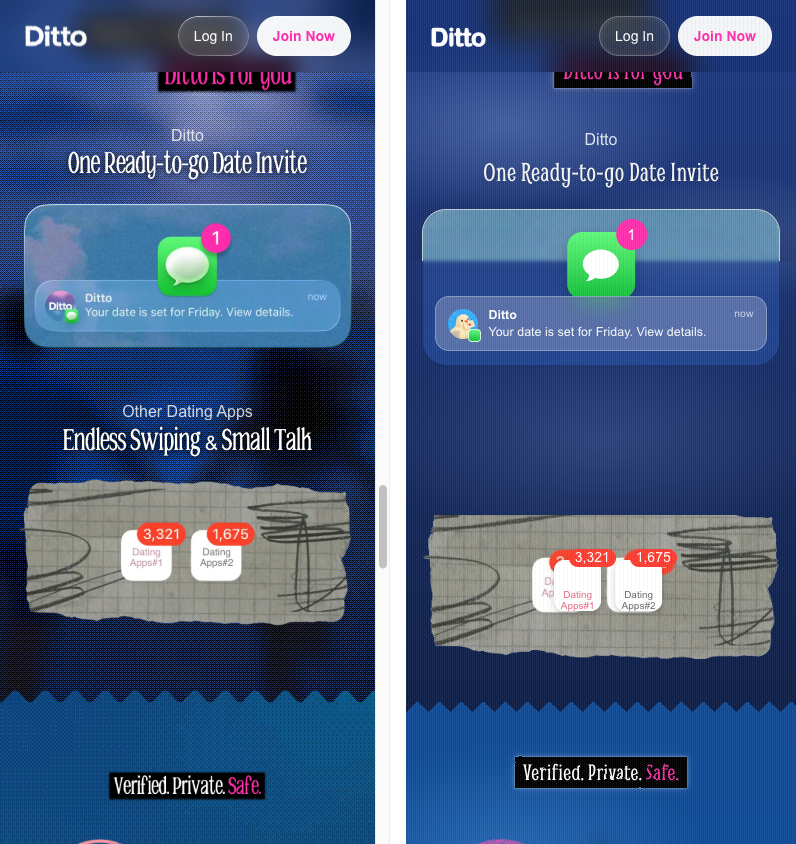 Ditto
Log In
Join Now
Ditto is for you
Ditto
One Ready-to-go Date Invite
1
Ditto
Ditto
now
Your date is set for Friday. View details.
Other Dating Apps
Endless Swiping & Small Talk
3,321
1,675
Dating
Apps#1
Dating
Apps#2
Verified. Private. Safe.
Ditto
Log In
Join Now
Ditto is for you
Ditto
One Ready-to-go Date Invite
1
Ditto
now
Your date is set for Friday. View details.
3,321
1,675
Dating
Apps#1
Dating
Apps#2
Verified. Private. Safe.